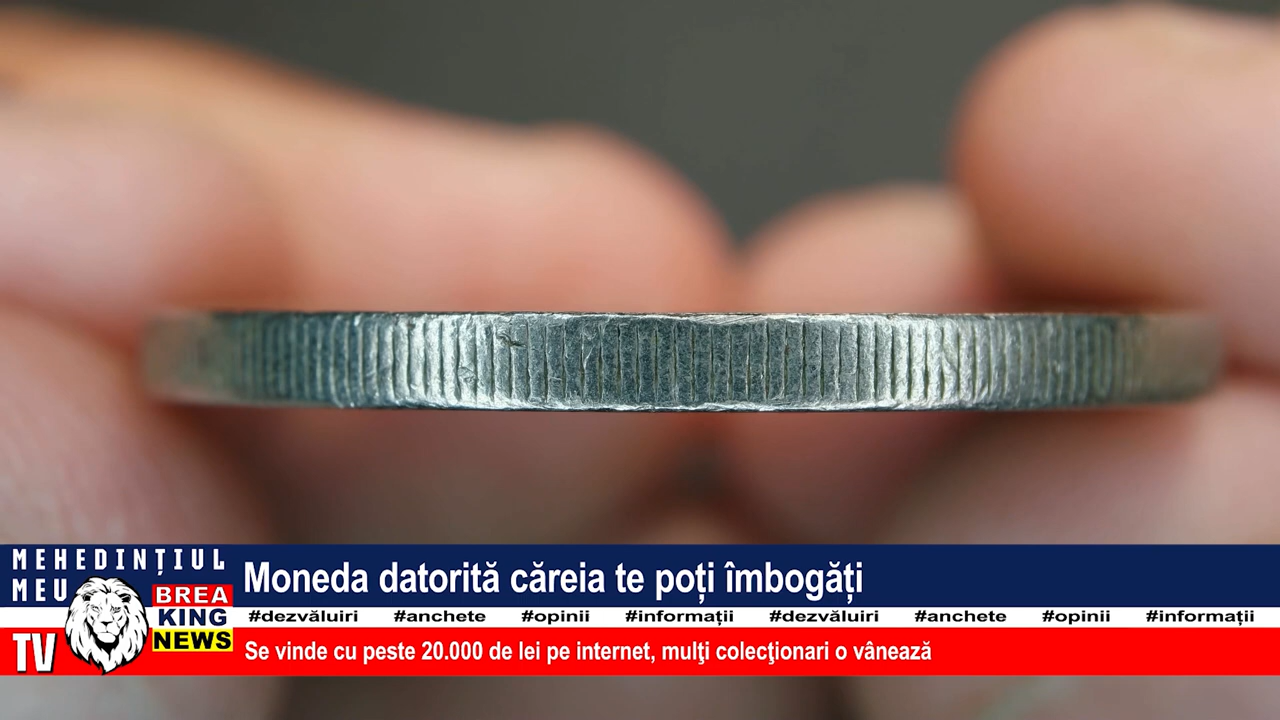 MEHEDINȚIUL
MEU
TV
BREA
KING
NEWS
Moneda datorită căreia te poți îmbogăți
#dezvăluiri #anchete #opinii #informații #dezvăluiri #anchete #opinii #informații
Se vinde cu peste 20.000 de lei pe internet, mulţi colecţionari o vânează